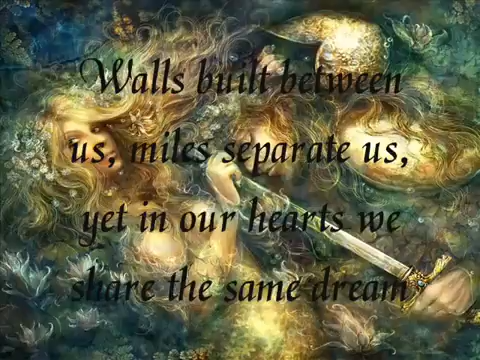 Walls built between
us, miles separate us,
yet in our hearts we
share the same dream